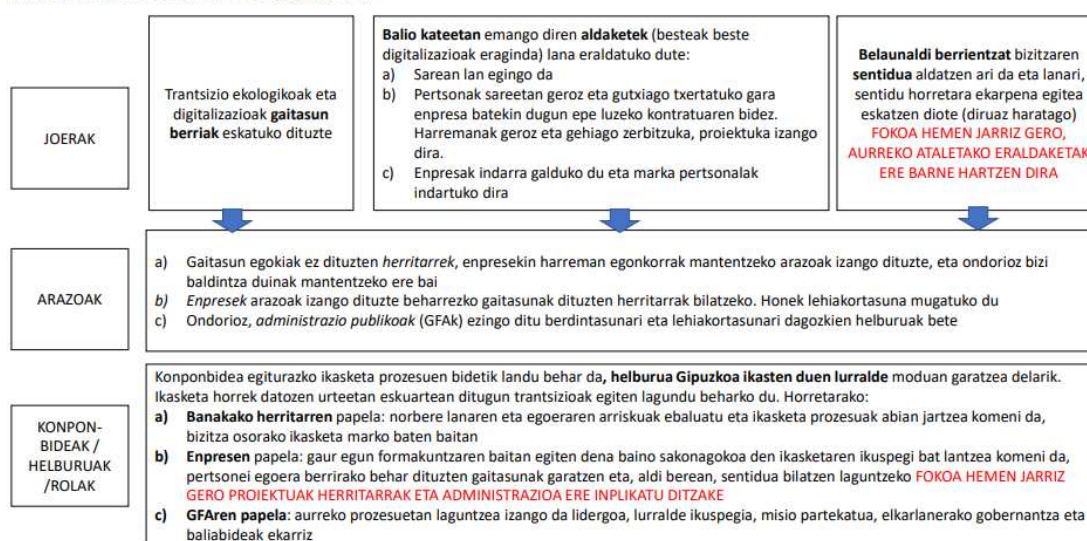 JOERAK
Trantsizio ekologikoak eta
digitalizazioak gaitasun
berriak eskatuko dituzte
Balio kateetan emango diren aldaketek (besteak beste
digitalizazioak eraginda) lana eraldatuko dute:
a) Sarean lan egingo da
b) Pertsonak sareetan geroz eta gutxiago txertatuko gara
enpresa batekin dugun epe luzeko kontratuaren bidez.
Harremanak geroz eta gehiago zerbitzuka, proiektuka izango
dira.
c) Enpresak indarra galduko du eta marka pertsonalak
indartuko dira
Belaunaldi berrientzat bizitzaren
sentidua aldatzen ari da eta lanari,
sentidu horretara ekarpena egitea
eskatzen diote (diruaz haratago)
FOKOA HEMEN JARRIZ GERO,
AURREKO ATALETAKO ERALDAKETAK
ERE BARNE HARTZEN DIRA
ARAZOAK
a) Gaitasun egokiak ez dituzten herritarrek, enpresekin harreman egonkorrak mantentzeko arazoak izango dituzte, eta ondorioz bizi
baldintza duinak mantentzeko ere bai
b) Enpresek arazoak izango dituzte beharrezko gaitasunak dituzten herritarrak bilatzeko. Honek lehiakortasuna mugatuko du
c) Ondorioz, administrazio publikoak (GFAk) ezingo ditu berdintasunari eta lehiakortasunari dagozkien helburuak bete
KONPON-
BIDEAK /
HELBURUAK
/ROLAK
Konponbidea egiturazko ikasketa prozesuen bidetik landu behar da, helburua Gipuzkoa ikasten duen lurralde moduan garatzea delarik.
Ikasketa horrek datozen urteetan eskuartean ditugun trantsizioak egiten lagundu beharko du. Horretarako:
a) Banakako herritarren papela: norbere lanaren eta egoeraren arriskuak ebaluatu eta ikasketa prozesuak abian jartzea komeni da,
bizitza osorako ikasketa marko baten baitan
b) Enpresen papela: gaur egun formakuntzaren baitan egiten dena baino sakonagokoa den ikasketaren ikuspegi bat lantzea komeni da,
pertsonei egoera berrirako behar dituzten gaitasunak garatzen eta, aldi berean, sentidua bilatzen laguntzeko FOKOA HEMEN JARRIZ
GERO PROIEKTUAK HERRITARRAK ETA ADMINISTRAZIOA ERE INPLIKATU DITZAKE
c) GFAren papela: aurreko prozesuetan laguntzea izango da lidergoa, lurralde ikuspegia, misio partekatua, elkarlanerako gobernantza eta
baliabideak ekarriz